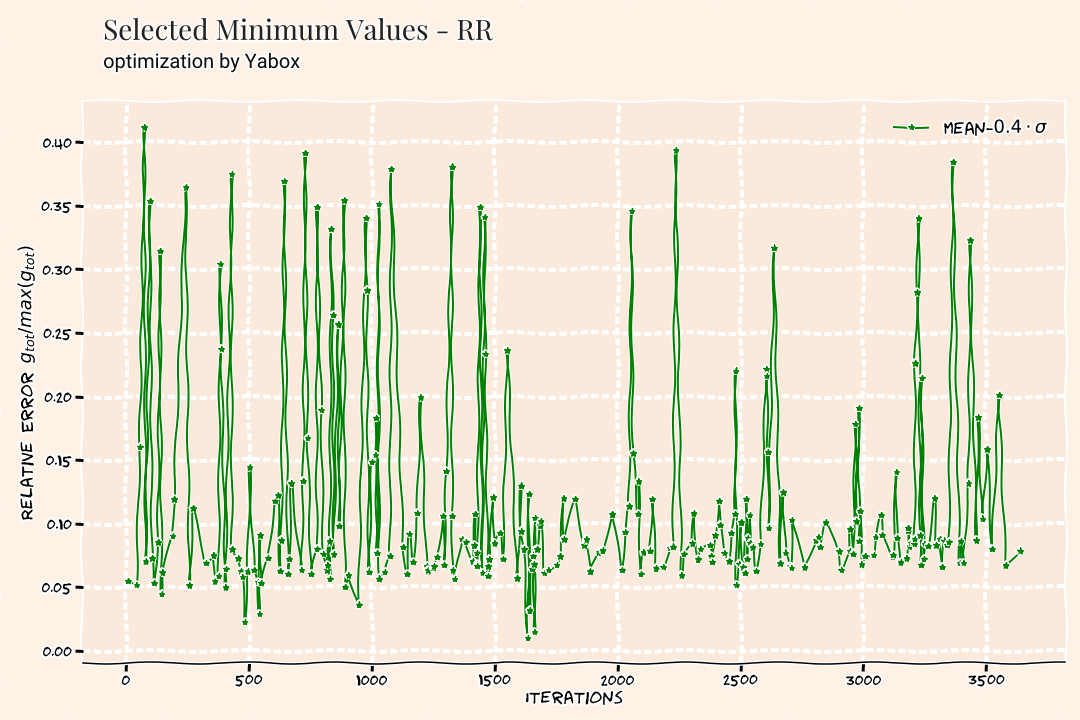 Selected Minimum Values - RR
optimization by Yabox
MEAN-0.4 · σ
RELATIVE ERROR g_tot/max(g_tot)
0.40
0.35
0.30
0.25
0.20
0.15
0.10
0.05
0.00
0 500 1000 1500 2000 2500 3000 3500
ITERATIONS